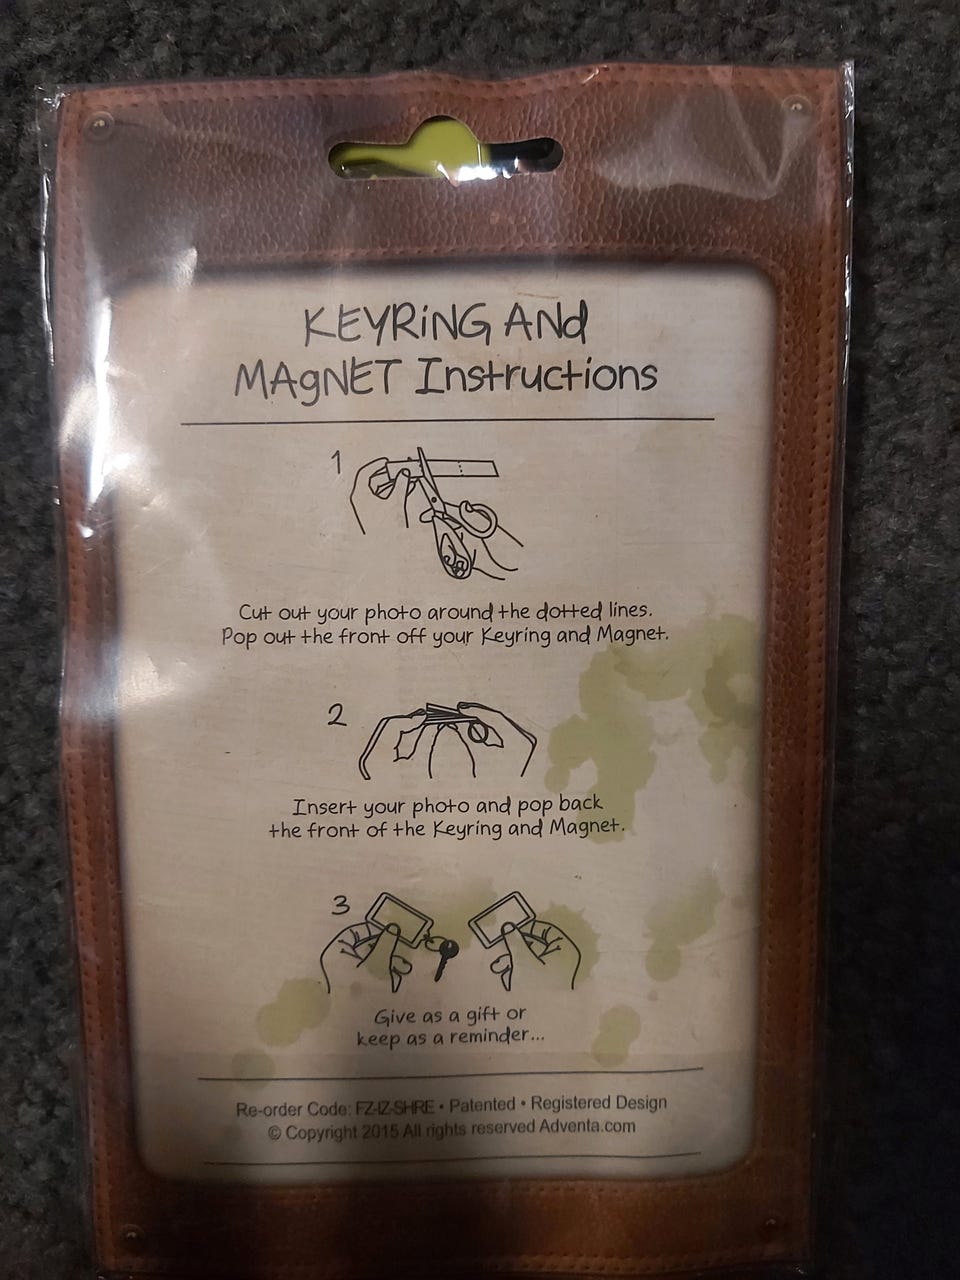 KEYRiNG ANd
MAgNET Instructions
1
Cut out your photo around the dotted lines.
Pop out the front off your Keyring and Magnet.
2
Insert your photo and pop back
the front of the Keyring and Magnet.
3
Give as a gift or
keep as a reminder...
Re-order Code: FZ-IZ-SHRE • Patented • Registered Design
© Copyright 2015 All rights reserved Adventa.com